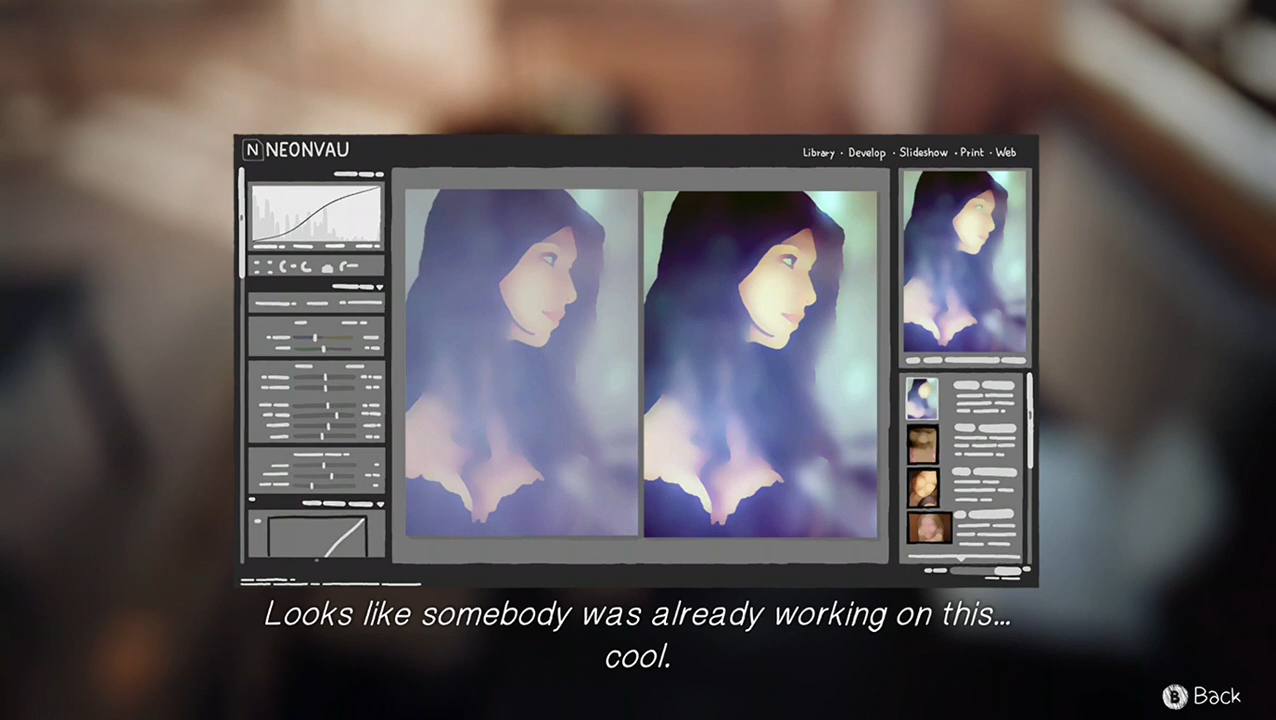 N NEONVAU
Library · Develop · Slideshow · Print · Web
Looks like somebody was already working on this...
cool.
B Back